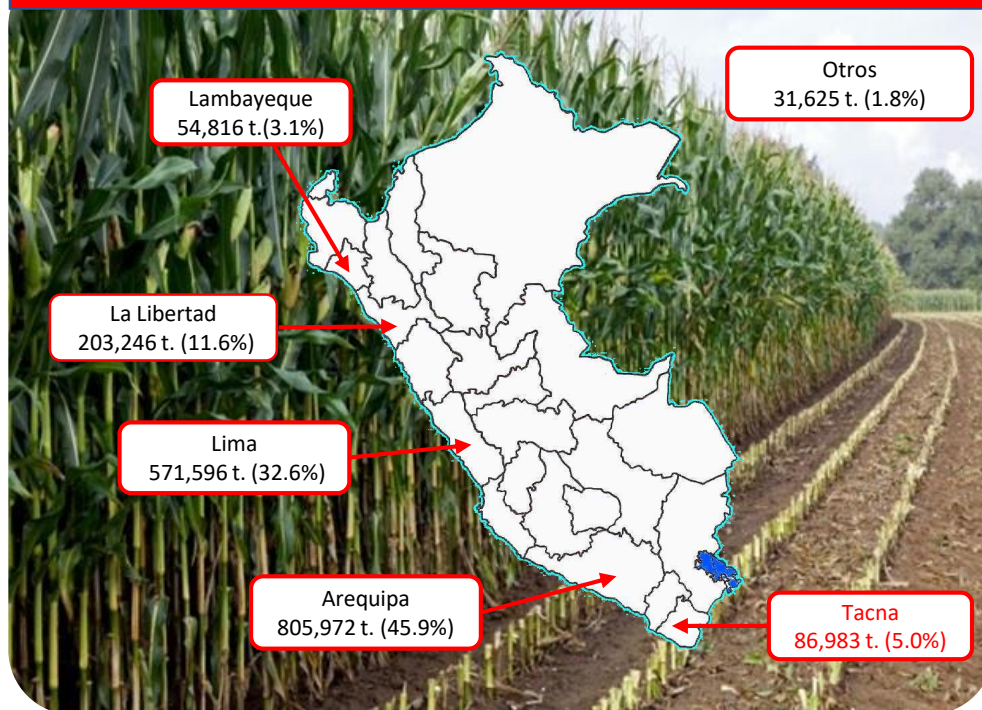 Otros
31,625 t. (1.8%)
Lambayeque
54,816 t.(3.1%)
La Libertad
203,246 t. (11.6%)
Lima
571,596 t. (32.6%)
Arequipa
805,972 t. (45.9%)
Tacna
86,983 t. (5.0%)